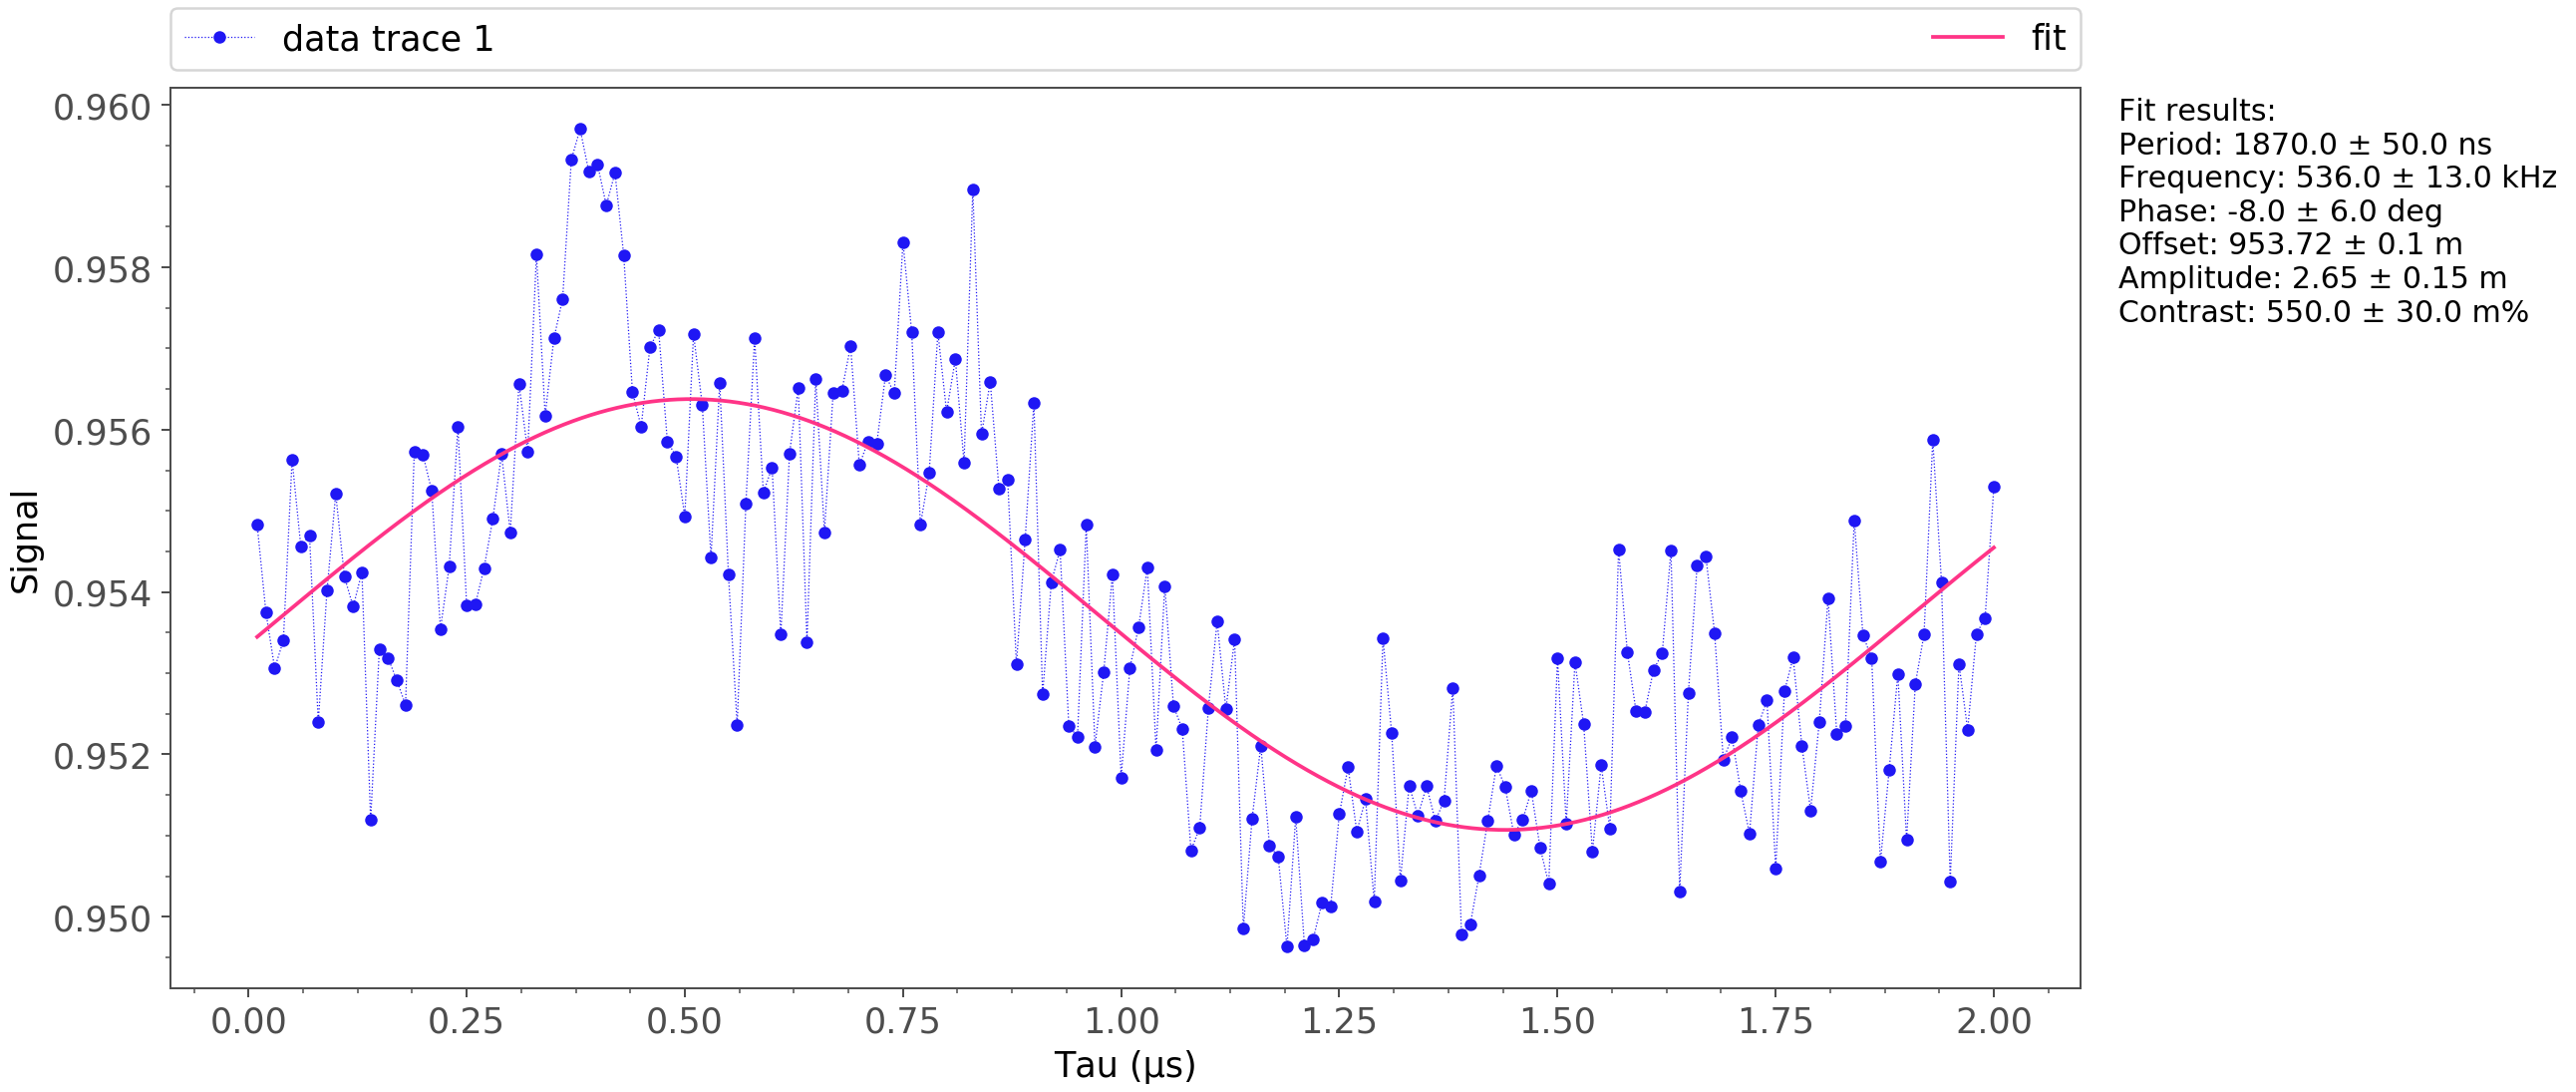 data trace 1
fit
0.960
0.958
0.956
0.954
0.952
0.950
Signal
0.00 0.25 0.50 0.75 1.00 1.25 1.50 1.75 2.00
Tau (µs)
Fit results:
Period: 1870.0 ± 50.0 ns
Frequency: 536.0 ± 13.0 kHz
Phase: -8.0 ± 6.0 deg
Offset: 953.72 ± 0.1 m
Amplitude: 2.65 ± 0.15 m
Contrast: 550.0 ± 30.0 m%